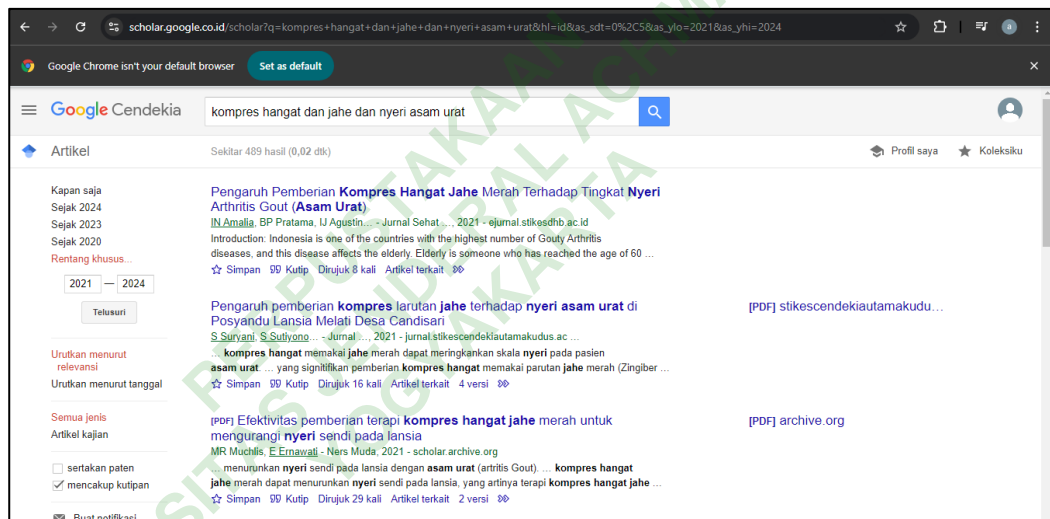 scholar.google.co.id/scholar?q=kompres+hangat+dan+jahe+dan+nyeri+asam+urat&hl=id&as_sdt=0%2C5&as_ylo=2021&as_yhi=2024
a
Google Chrome isn't your default browser
Set as default
Google Cendekia
kompres hangat dan jahe dan nyeri asam urat
Artikel
Sekitar 489 hasil (0,02 dtk)
Profil saya
Koleksiku
Kapan saja
Sejak 2024
Sejak 2023
Sejak 2020
Rentang khusus...
2021 — 2024
Telusuri
Urutkan menurut
relevansi
Urutkan menurut tanggal
Semua jenis
Artikel kajian
sertakan paten
mencakup kutipan
Buat notifikasi
Pengaruh Pemberian Kompres Hangat Jahe Merah Terhadap Tingkat Nyeri
Arthritis Gout (Asam Urat)
IN Amalia, BP Pratama, IJ Agustin... - Jurnal Sehat ..., 2021 - ejurnal.stikesdhb.ac.id
Introduction: Indonesia is one of the countries with the highest number of Gouty Arthritis
diseases, and this disease affects the elderly. Elderly is someone who has reached the age of 60 ...
Simpan Kutip Dirujuk 8 kali Artikel terkait
Pengaruh pemberian kompres larutan jahe terhadap nyeri asam urat di
Posyandu Lansia Melati Desa Candisari
S Suryani, S Sutiyono... - Jurnal ..., 2021 - jurnal.stikescendekiautamakudus.ac ...
... kompres hangat memakai jahe merah dapat meringkankan skala nyeri pada pasien
asam urat. ... yang signitifikan pemberian kompres hangat memakai parutan jahe merah (Zingiber ...
Simpan Kutip Dirujuk 16 kali Artikel terkait 4 versi
[PDF] stikescendekiautamakudu...
[PDF] Efektivitas pemberian terapi kompres hangat jahe merah untuk
mengurangi nyeri sendi pada lansia
MR Muchlis, E Ernawati - Ners Muda, 2021 - scholar.archive.org
... menurunkan nyeri sendi pada lansia dengan asam urat (artritis Gout). ... kompres hangat
jahe merah dapat menurunkan nyeri sendi pada lansia, yang artinya terapi kompres hangat jahe ...
Simpan Kutip Dirujuk 29 kali Artikel terkait 2 versi
[PDF] archive.org
PERPUSTAKAAN
SITAS JENDERAL ACHMA
YOGYAKARTA